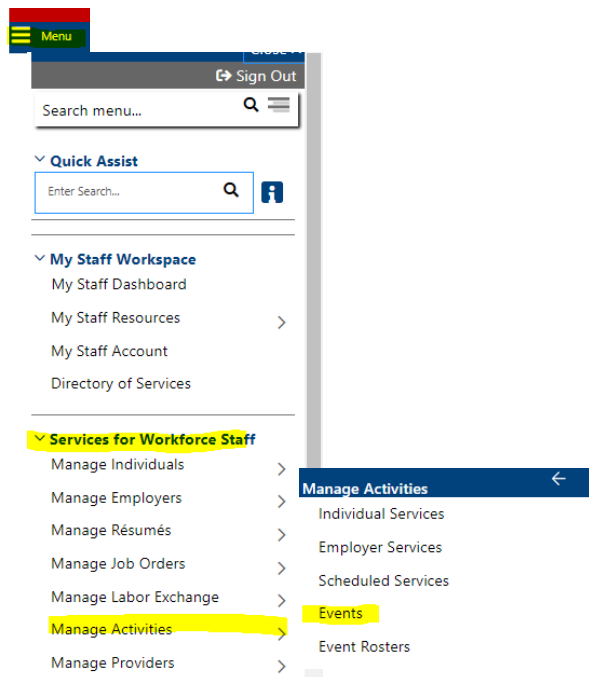 Menu
Sign Out
Search menu...
Quick Assist
Enter Search...
My Staff Workspace
My Staff Dashboard
My Staff Resources
My Staff Account
Directory of Services
Services for Workforce Staff
Manage Individuals
Manage Employers
Manage Résumés
Manage Job Orders
Manage Labor Exchange
Manage Activities
Manage Providers
Manage Activities
Individual Services
Employer Services
Scheduled Services
Events
Event Rosters